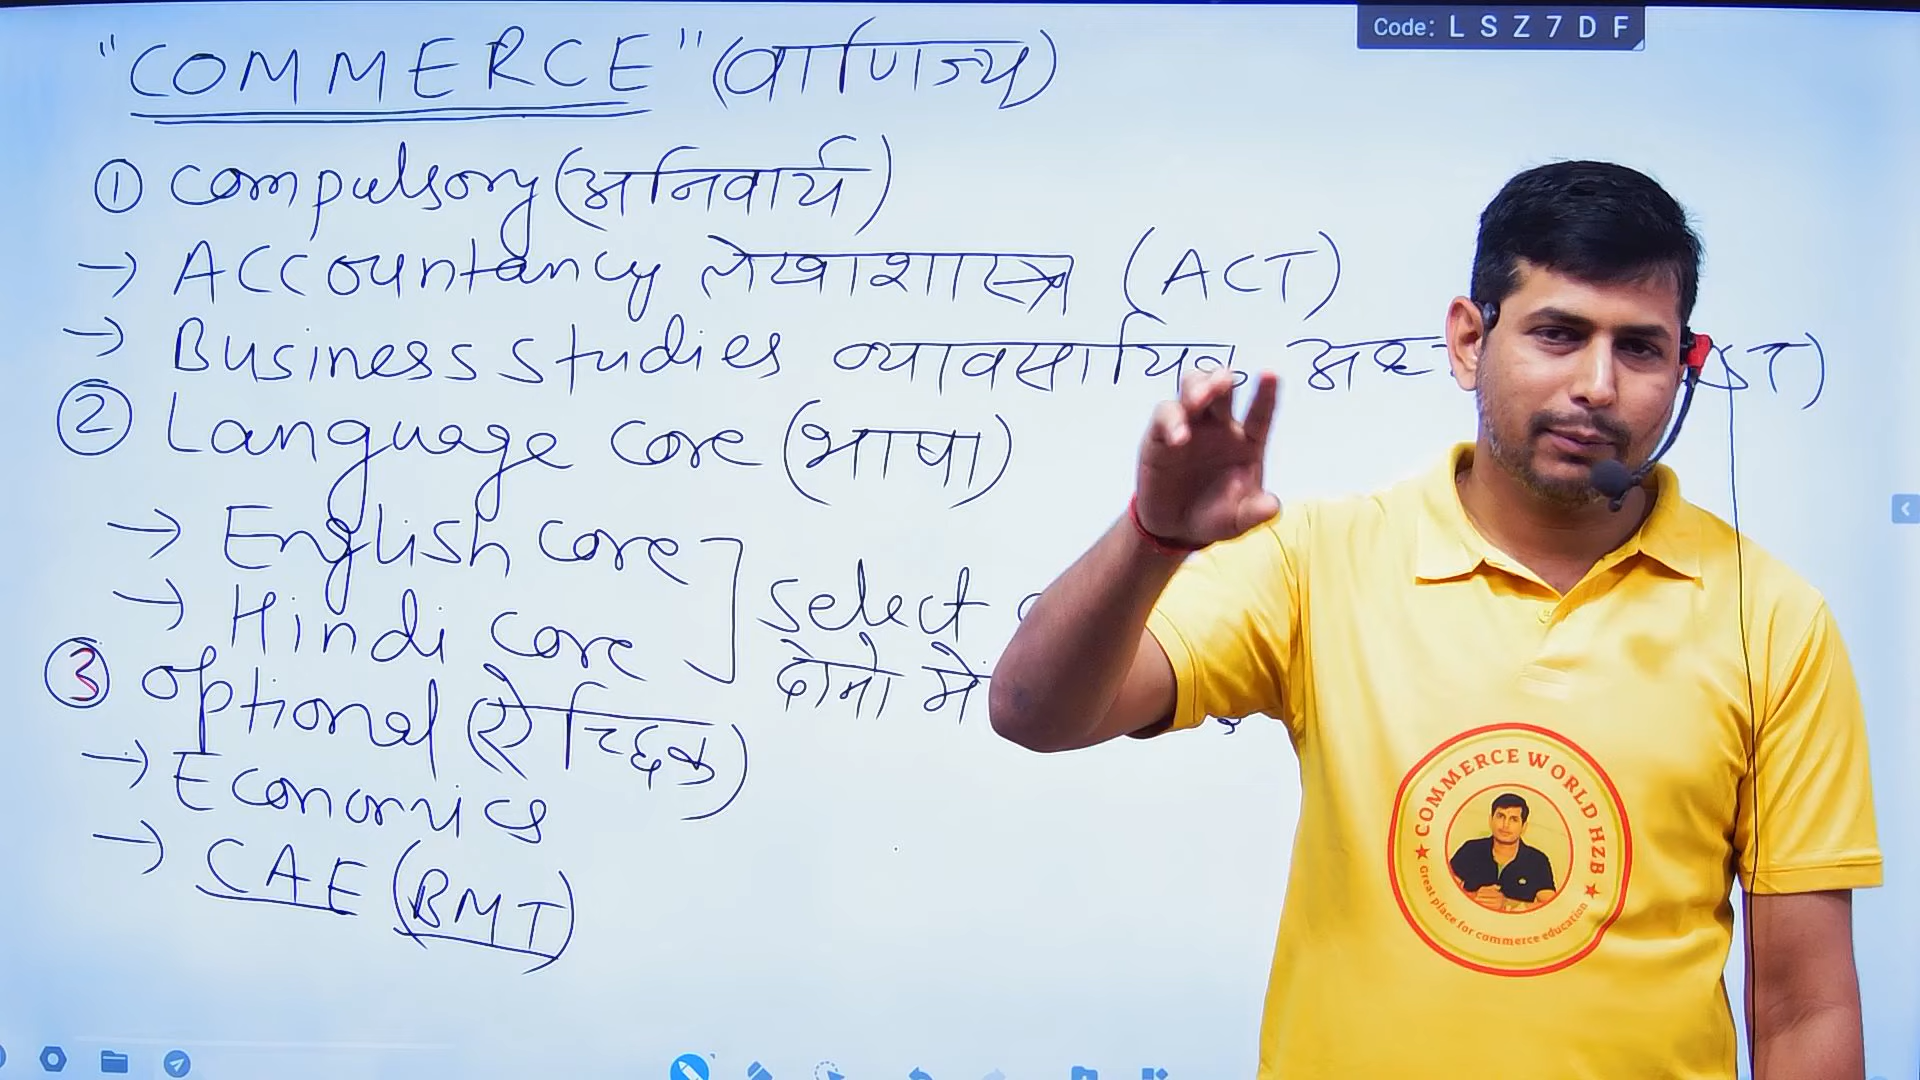 Code: LSZ7DF
"COMMERCE" (वाणिज्य)
① Compulsory (अनिवार्य)
→ Accountancy लेखाशास्त्र (ACT)
→ Business studies व्यावसायिक
② Language core (भाषा)
→ English core
→ Hindi core
select
दोनो में
③ optional (ऐच्छिक)
→ Economics
→ CAE (BMT)
COMMERCE WORLD HZB
Great place for commerce education